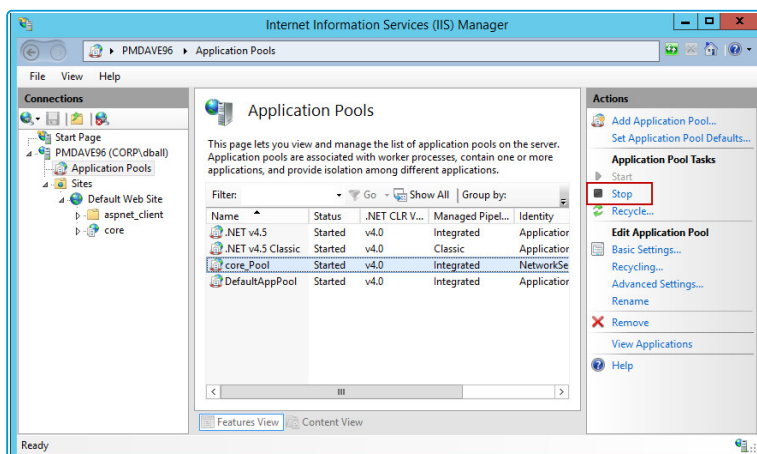 Internet Information Services (IIS) Manager
PMDAVE96 Application Pools
File View Help
Connections
Start Page
PMDAVE96 (CORP\dball)
Application Pools
Sites
Default Web Site
aspnet_client
core
Application Pools
This page lets you view and manage the list of application pools on the server.
Application pools are associated with worker processes, contain one or more
applications, and provide isolation among different applications.
Filter: Go Show All Group by:
Name Status .NET CLR V... Managed Pipel... Identity
.NET v4.5 Started v4.0 Integrated Application
.NET v4.5 Classic Started v4.0 Classic Application
core_Pool Started v4.0 Integrated NetworkSe
DefaultAppPool Started v4.0 Integrated Application
Features View Content View
Actions
Add Application Pool...
Set Application Pool Defaults...
Application Pool Tasks
Start
Stop
Recycle...
Edit Application Pool
Basic Settings...
Recycling...
Advanced Settings...
Rename
Remove
View Applications
Help
Ready